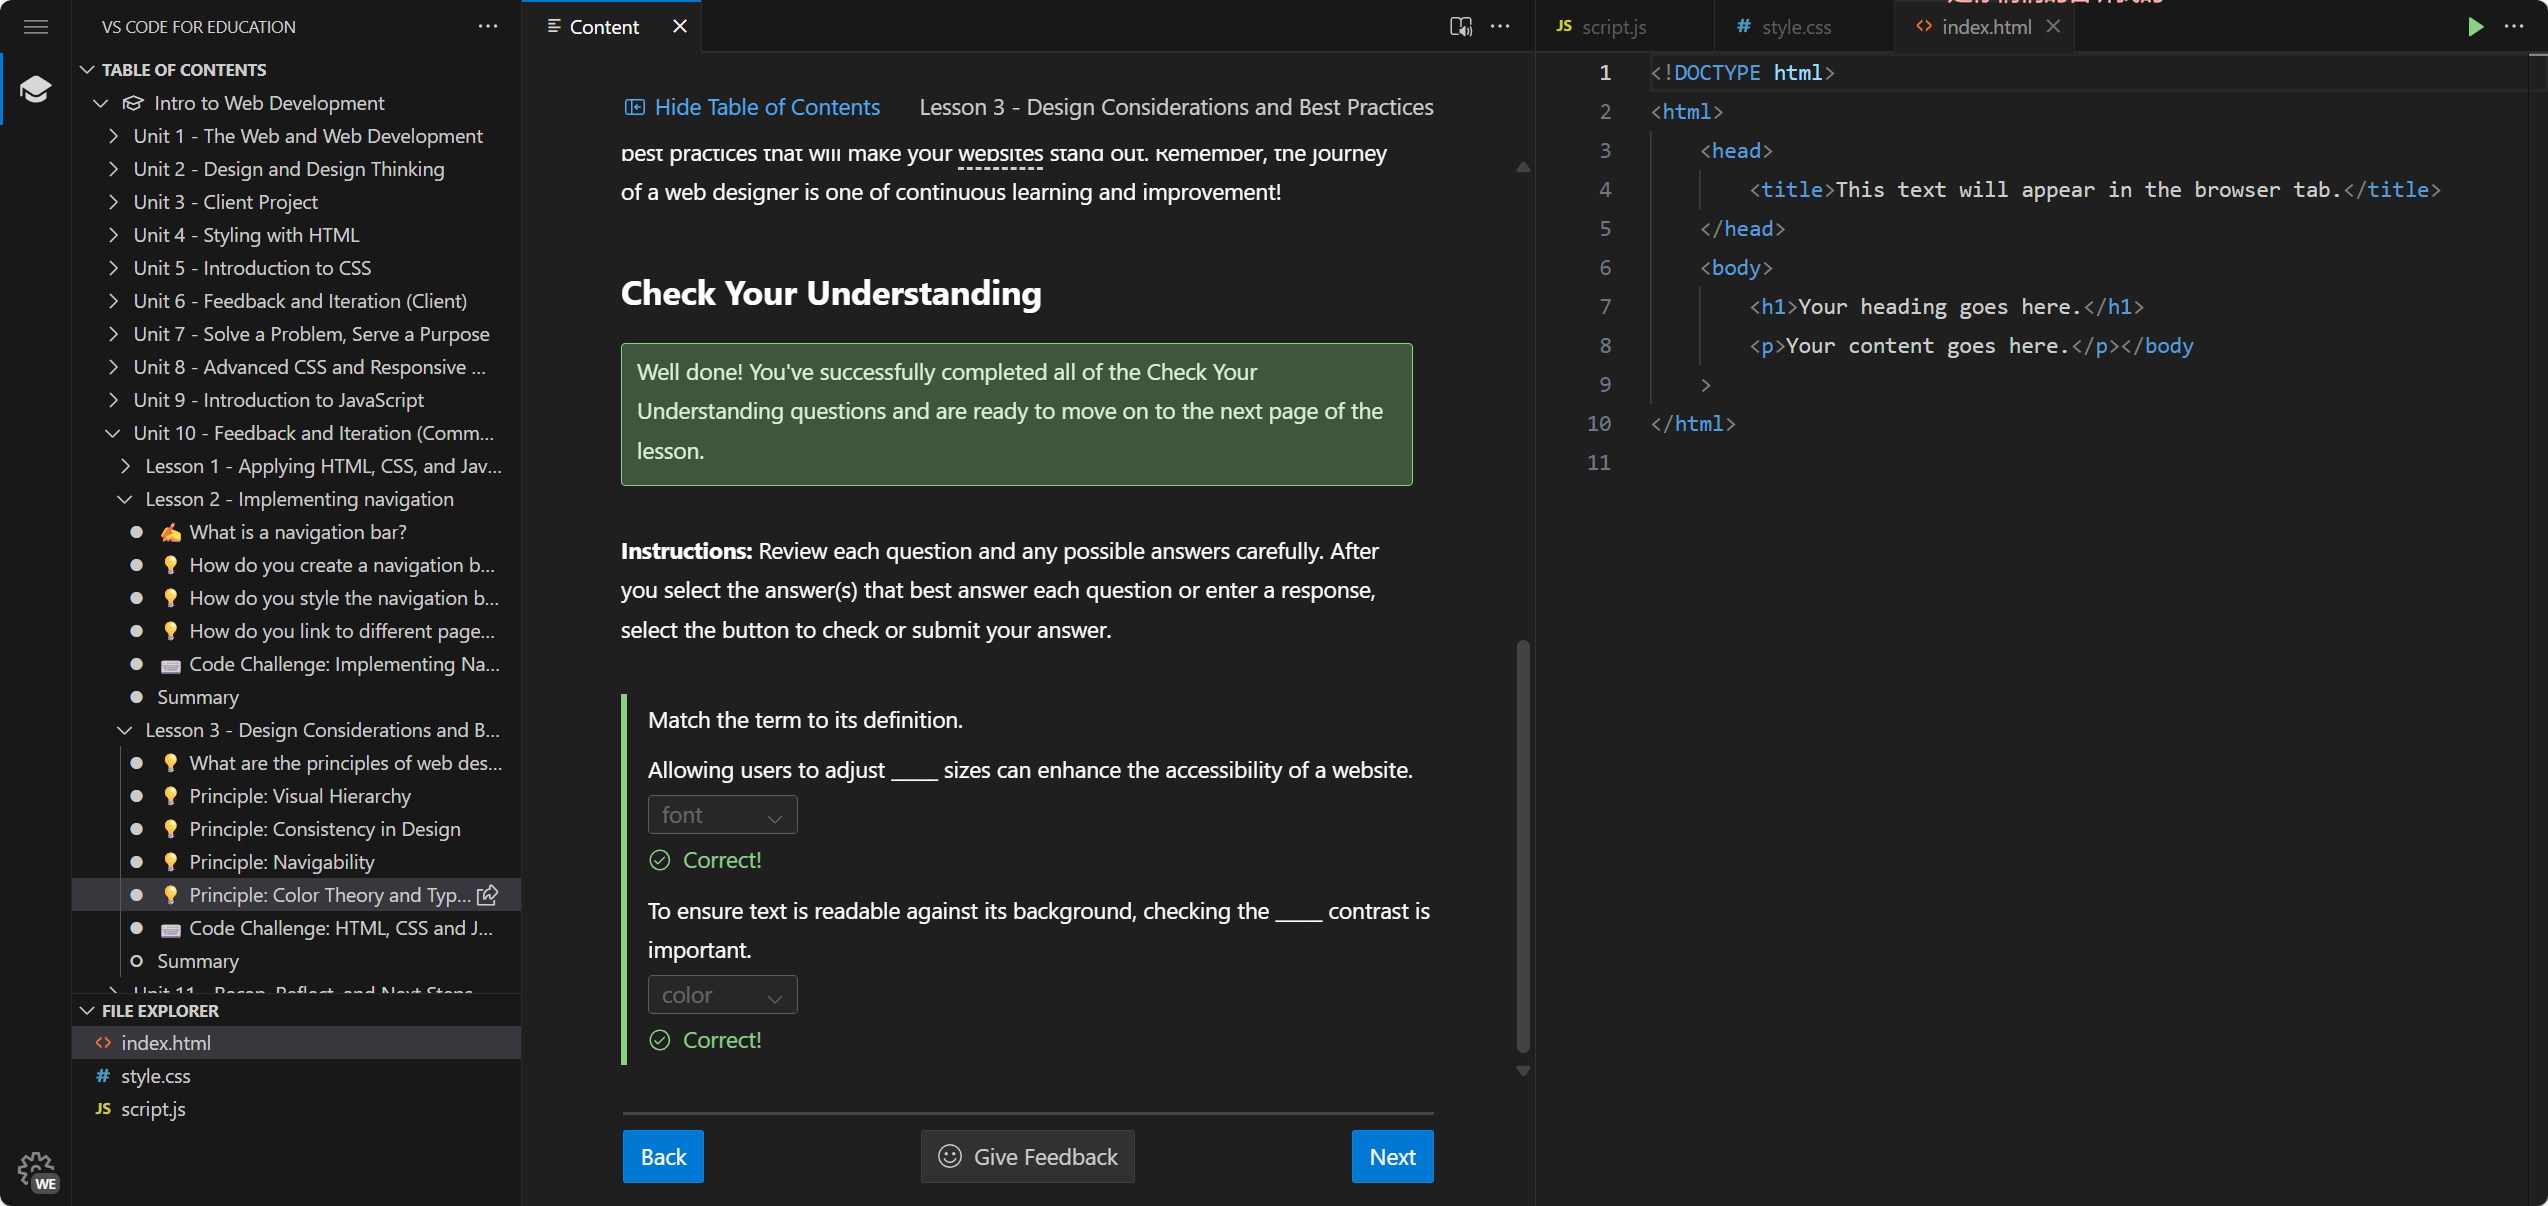 VS CODE FOR EDUCATION
TABLE OF CONTENTS
Intro to Web Development
Unit 1 - The Web and Web Development
Unit 2 - Design and Design Thinking
Unit 3 - Client Project
Unit 4 - Styling with HTML
Unit 5 - Introduction to CSS
Unit 6 - Feedback and Iteration (Client)
Unit 7 - Solve a Problem, Serve a Purpose
Unit 8 - Advanced CSS and Responsive ...
Unit 9 - Introduction to JavaScript
Unit 10 - Feedback and Iteration (Comm...
Lesson 1 - Applying HTML, CSS, and Jav...
Lesson 2 - Implementing navigation
✍️ What is a navigation bar?
💡 How do you create a navigation b...
💡 How do you style the navigation b...
💡 How do you link to different page...
⌨️ Code Challenge: Implementing Na...
Summary
Lesson 3 - Design Considerations and B...
💡 What are the principles of web des...
💡 Principle: Visual Hierarchy
💡 Principle: Consistency in Design
💡 Principle: Navigability
💡 Principle: Color Theory and Typ...
⌨️ Code Challenge: HTML, CSS and J...
Summary
Unit 11 - Recap, Reflect, and Next Steps
FILE EXPLORER
<> index.html
# style.css
JS script.js
WE
Content
Hide Table of Contents
Lesson 3 - Design Considerations and Best Practices
best practices that will make your websites stand out. Remember, the journey
of a web designer is one of continuous learning and improvement!
Check Your Understanding
Well done! You've successfully completed all of the Check Your
Understanding questions and are ready to move on to the next page of the
lesson.
Instructions: Review each question and any possible answers carefully. After
you select the answer(s) that best answer each question or enter a response,
select the button to check or submit your answer.
Match the term to its definition.
Allowing users to adjust ____ sizes can enhance the accessibility of a website.
font
Correct!
To ensure text is readable against its background, checking the ____ contrast is
important.
color
Correct!
Back
Give Feedback
Next
JS script.js
# style.css
<> index.html
1 <!DOCTYPE html>
2 <html>
3 <head>
4 <title>This text will appear in the browser tab.</title>
5 </head>
6 <body>
7 <h1>Your heading goes here.</h1>
8 <p>Your content goes here.</p></body
9 >
10 </html>
11